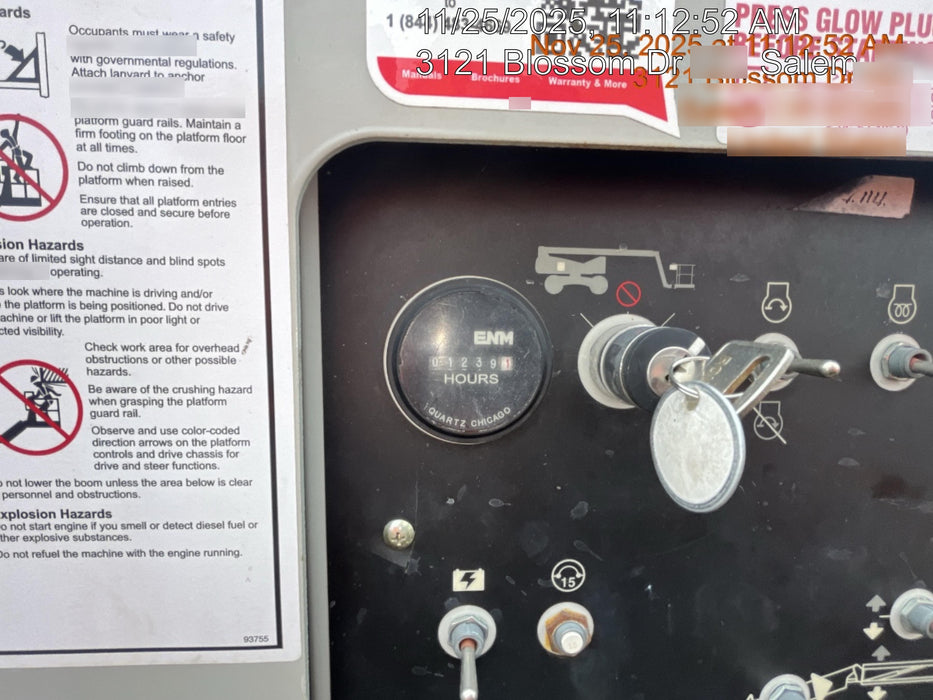 ards
Occupants must wear a safety
with governmental regulations.
Attach lanyard to anchor
platform guard rails. Maintain a
firm footing on the platform floor
at all times.
Do not climb down from the
platform when raised.
Ensure that all platform entries
are closed and secure before
operation.
sion Hazards
are of limited sight distance and blind spots
operating.
s look where the machine is driving and/or
the platform is being positioned. Do not drive
achine or lift the platform in poor light or
cted visibility.
Check work area for overhead
obstructions or other possible
hazards.
Be aware of the crushing hazard
when grasping the platform
guard rail.
Observe and use color-coded
direction arrows on the platform
controls and drive chassis for
drive and steer functions.
o not lower the boom unless the area below is clear
personnel and obstructions.
xplosion Hazards
o not start engine if you smell or detect diesel fuel or
ther explosive substances.
Do not refuel the machine with the engine running.
93755
to
1 (844)
Manuals Brochures Warranty & More
PRESS GLOW PLU
11/25/2025, 11:12:52 AM
3121 Blossom Dr Salem
Nov 25, 2025 at 11:12:52 AM
3121 Blossom Dr
ENM
012391
HOURS
QUARTZ CHICAGO
15